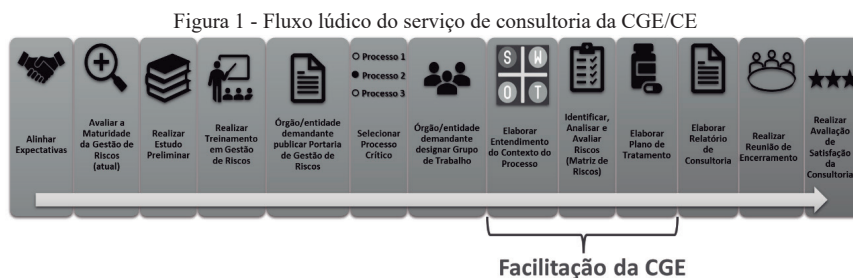 Figura 1 - Fluxo lúdico do serviço de consultoria da CGE/CE
Alinhar
Expectativas
Avaliar a
Maturidade
da Gestão de
Riscos
(atual)
Realizar
Estudo
Preliminar
Realizar
Treinamento
em Gestão
de Riscos
Órgão/entidade
demandante
publicar Portaria
de Gestão de
Riscos
Processo 1
Processo 2
Processo 3
Selecionar
Processo
Crítico
Órgão/entidade
demandante
designar Grupo
de Trabalho
S W
O T
Elaborar
Entendimento
do Contexto do
Processo
Identificar,
Analisar e
Avaliar
Riscos
(Matriz de
Riscos)
Elaborar
Plano de
Tratamento
Elaborar
Relatório
de
Consultoria
Realizar
Reunião de
Encerramento
Realizar
Avaliação
de
Satisfação
da
Consultoria
Facilitação da CGE